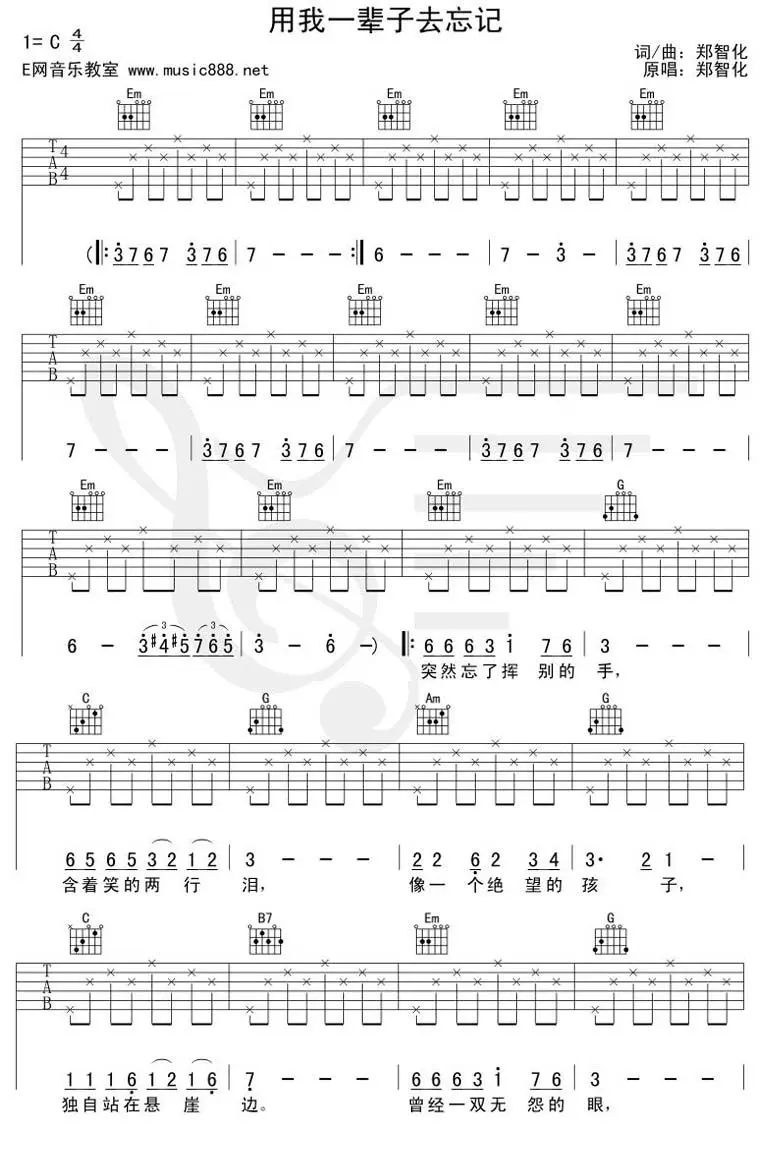 用我一辈子去忘记
1= C 4/4
词/曲：郑智化
E网音乐教室 www.music888.net
原唱：郑智化
Em Em Em Em Em
T A B 4 4
(‖: 3 7 6 7 3 7 6 | 7 - - - :‖ 6 - - - | 7 - 3 - | 3 7 6 7 3 7 6
Em Em Em Em Em
T A B
7 - - - | 3 7 6 7 3 7 6 | 7 - - - | 3 7 6 7 3 7 6 | 7 - - -
Em Em Em G
T A B
6 - 3 #4 #5 7 6 5 | 3 - 6 - ) ‖: 6 6 6 3 1 7 6 | 3 - - -
3 3
突然忘了挥 别的 手，
C G Am G
T A B
6 5 6 5 3 2 1 2 | 3 - - - | 2 2 6 2 3 4 | 3· 2 1 -
含着笑的两 行 泪， 像一 个绝 望的 孩 子，
C B7 Em G
T A B
1 1 1 6 1 2 1 6 | 7 - - - | 6 6 6 3 1 7 6 | 3 - - -
独自站在悬 崖 边。 曾经一双无 怨的 眼，